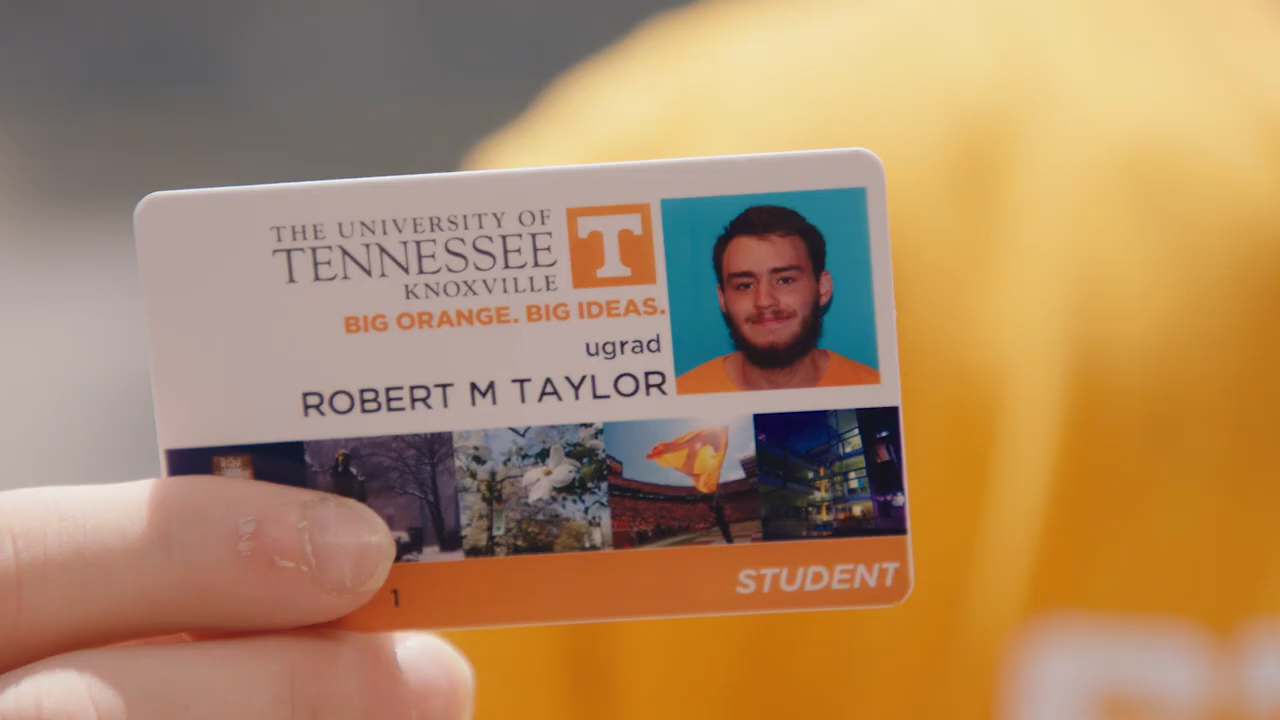 THE UNIVERSITY OF
TENNESSEE
KNOXVILLE
T
BIG ORANGE. BIG IDEAS.
ugrad
ROBERT M TAYLOR
1
STUDENT